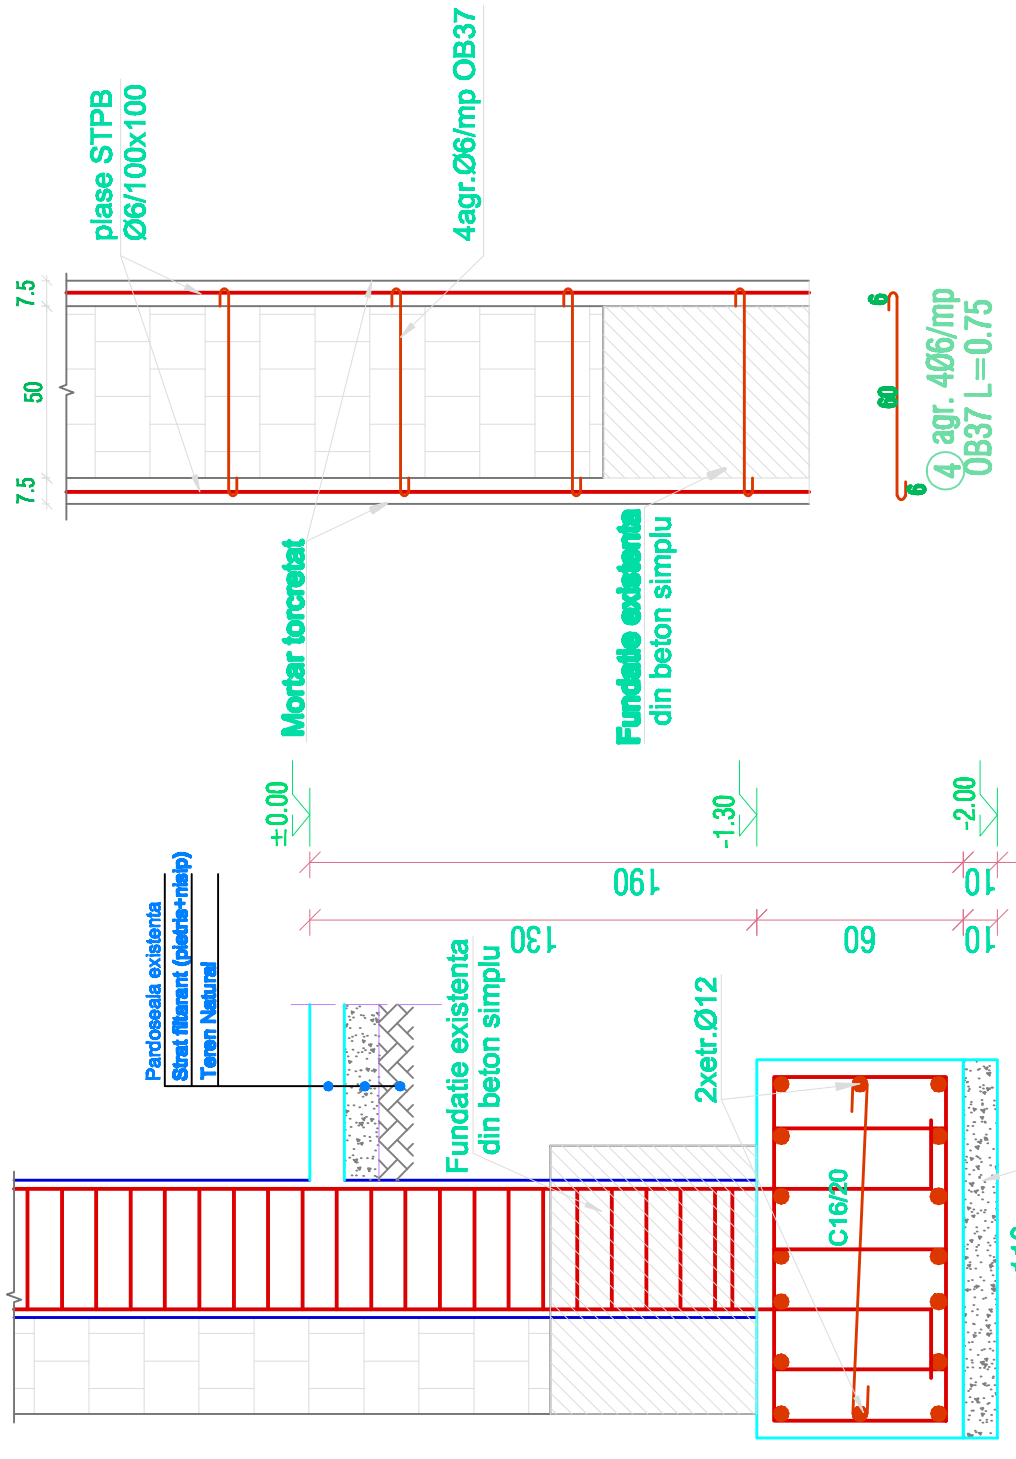 plase STPB
Ø6/100x100
4agr.Ø6/mp OB37
7.5
50
7.5
Mortar torcretat
Fundatie existenta
din beton simplu
6
60
6
4 agr. 4Ø6/mp
OB37 L=0.75
±0.00
-1.30
-2.00
190
10
130
60
10
Pardoseala existenta
Strat filtarant (pietris+nisip)
Teren Natural
Fundatie existenta
din beton simplu
2xetr.Ø12
C16/20